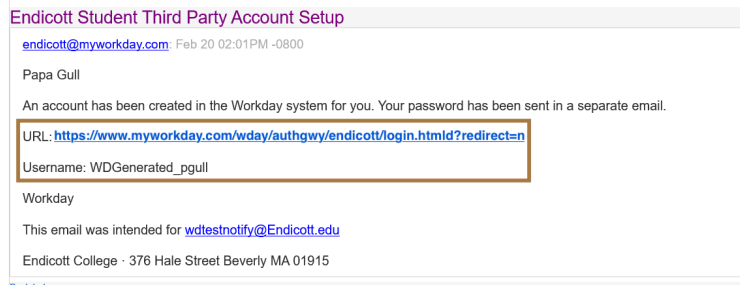 Endicott Student Third Party Account Setup
endicott@myworkday.com: Feb 20 02:01PM -0800
Papa Gull
An account has been created in the Workday system for you. Your password has been sent in a separate email.
URL: https://www.myworkday.com/wday/authgwy/endicott/login.htmld?redirect=n
Username: WDGenerated_pgull
Workday
This email was intended for wdtestnotify@Endicott.edu
Endicott College · 376 Hale Street Beverly MA 01915